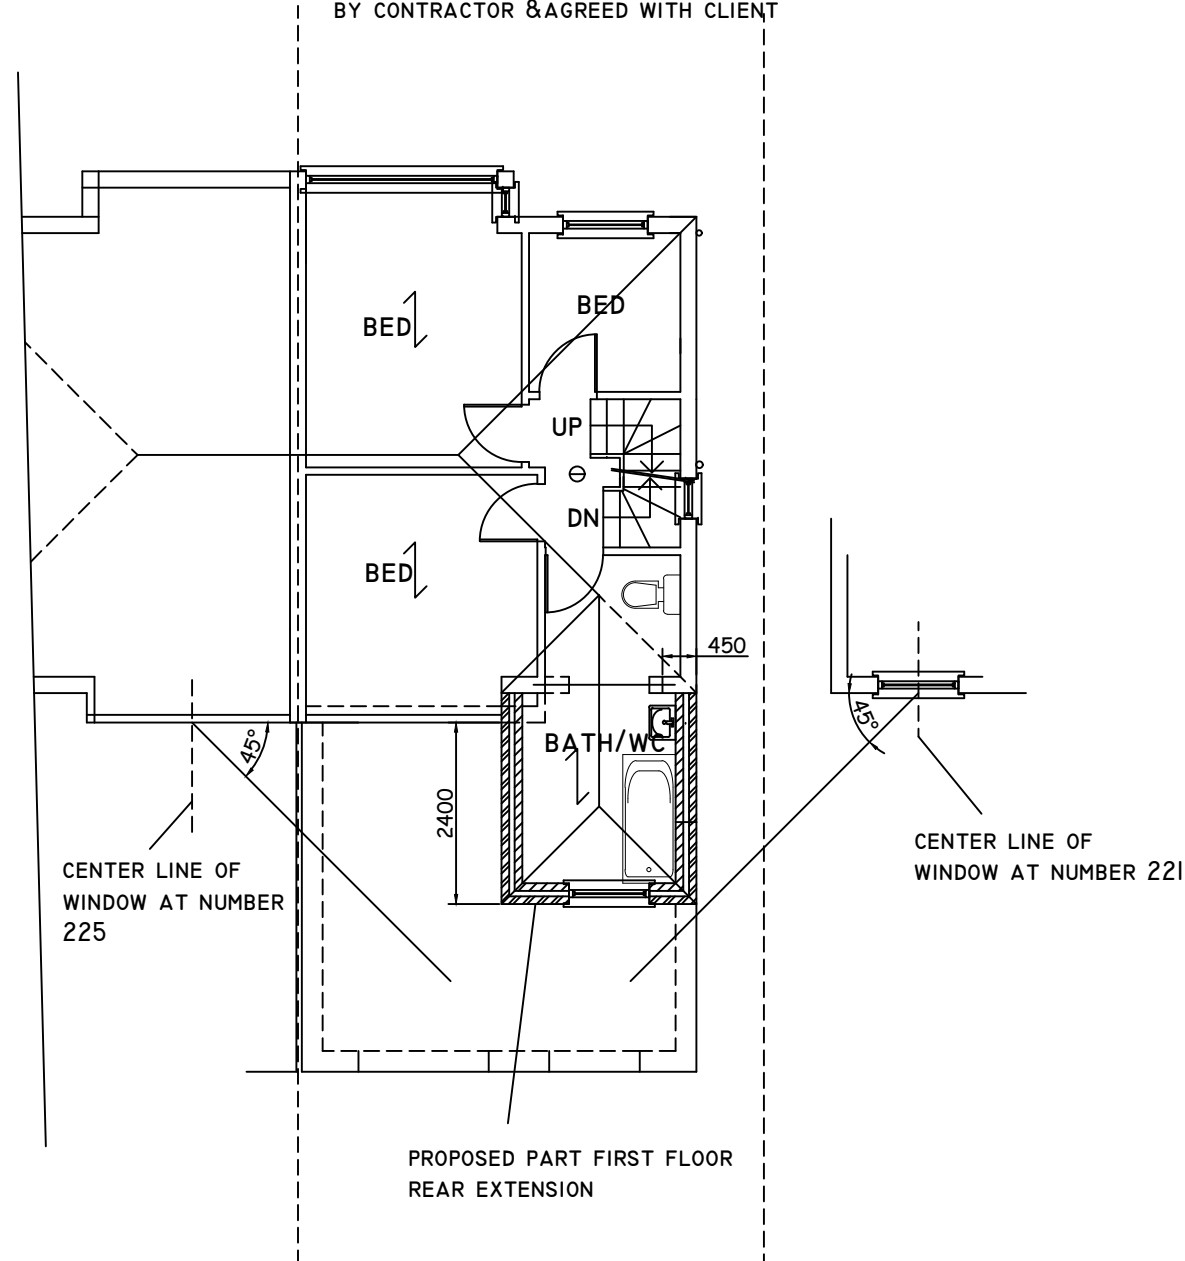 BY CONTRACTOR &AGREED WITH CLIENT
BED
BED
UP
DN
BED
450
BATH/WC
45°
45°
2400
CENTER LINE OF
WINDOW AT NUMBER 221
CENTER LINE OF
WINDOW AT NUMBER
225
PROPOSED PART FIRST FLOOR
REAR EXTENSION